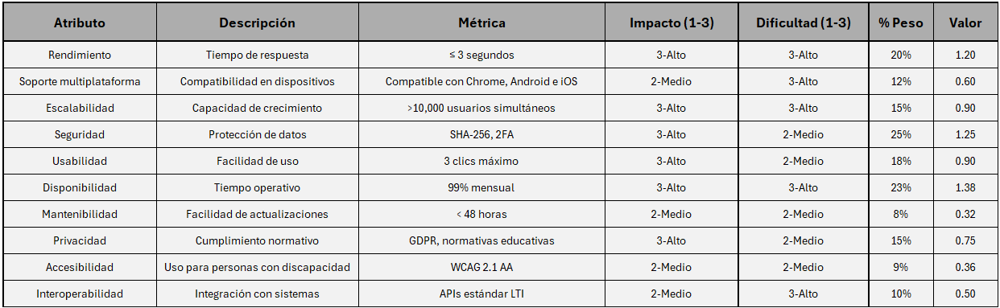 Atributo Descripción Métrica Impacto (1-3) Dificultad (1-3) % Peso Valor
Rendimiento Tiempo de respuesta ≤ 3 segundos 3-Alto 3-Alto 20% 1.20
Soporte multiplataforma Compatibilidad en dispositivos Compatible con Chrome, Android e iOS 2-Medio 3-Alto 12% 0.60
Escalabilidad Capacidad de crecimiento >10,000 usuarios simultáneos 3-Alto 3-Alto 15% 0.90
Seguridad Protección de datos SHA-256, 2FA 3-Alto 2-Medio 25% 1.25
Usabilidad Facilidad de uso 3 clics máximo 3-Alto 2-Medio 18% 0.90
Disponibilidad Tiempo operativo 99% mensual 3-Alto 3-Alto 23% 1.38
Mantenibilidad Facilidad de actualizaciones < 48 horas 2-Medio 2-Medio 8% 0.32
Privacidad Cumplimiento normativo GDPR, normativas educativas 3-Alto 2-Medio 15% 0.75
Accesibilidad Uso para personas con discapacidad WCAG 2.1 AA 2-Medio 2-Medio 9% 0.36
Interoperabilidad Integración con sistemas APIs estándar LTI 2-Medio 3-Alto 10% 0.50